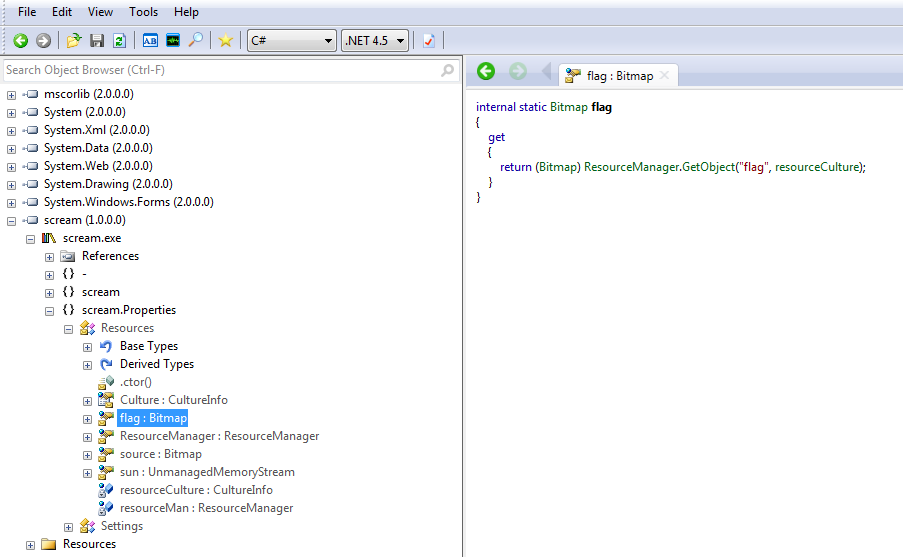 File Edit View Tools Help
C# .NET 4.5
Search Object Browser (Ctrl-F)
mscorlib (2.0.0.0)
System (2.0.0.0)
System.Xml (2.0.0.0)
System.Data (2.0.0.0)
System.Web (2.0.0.0)
System.Drawing (2.0.0.0)
System.Windows.Forms (2.0.0.0)
scream (1.0.0.0)
scream.exe
References
{} -
{} scream
{} scream.Properties
Resources
Base Types
Derived Types
.ctor()
Culture : CultureInfo
flag : Bitmap
ResourceManager : ResourceManager
source : Bitmap
sun : UnmanagedMemoryStream
resourceCulture : CultureInfo
resourceMan : ResourceManager
Settings
Resources
flag : Bitmap
internal static Bitmap flag
{
get
{
return (Bitmap) ResourceManager.GetObject("flag", resourceCulture);
}
}